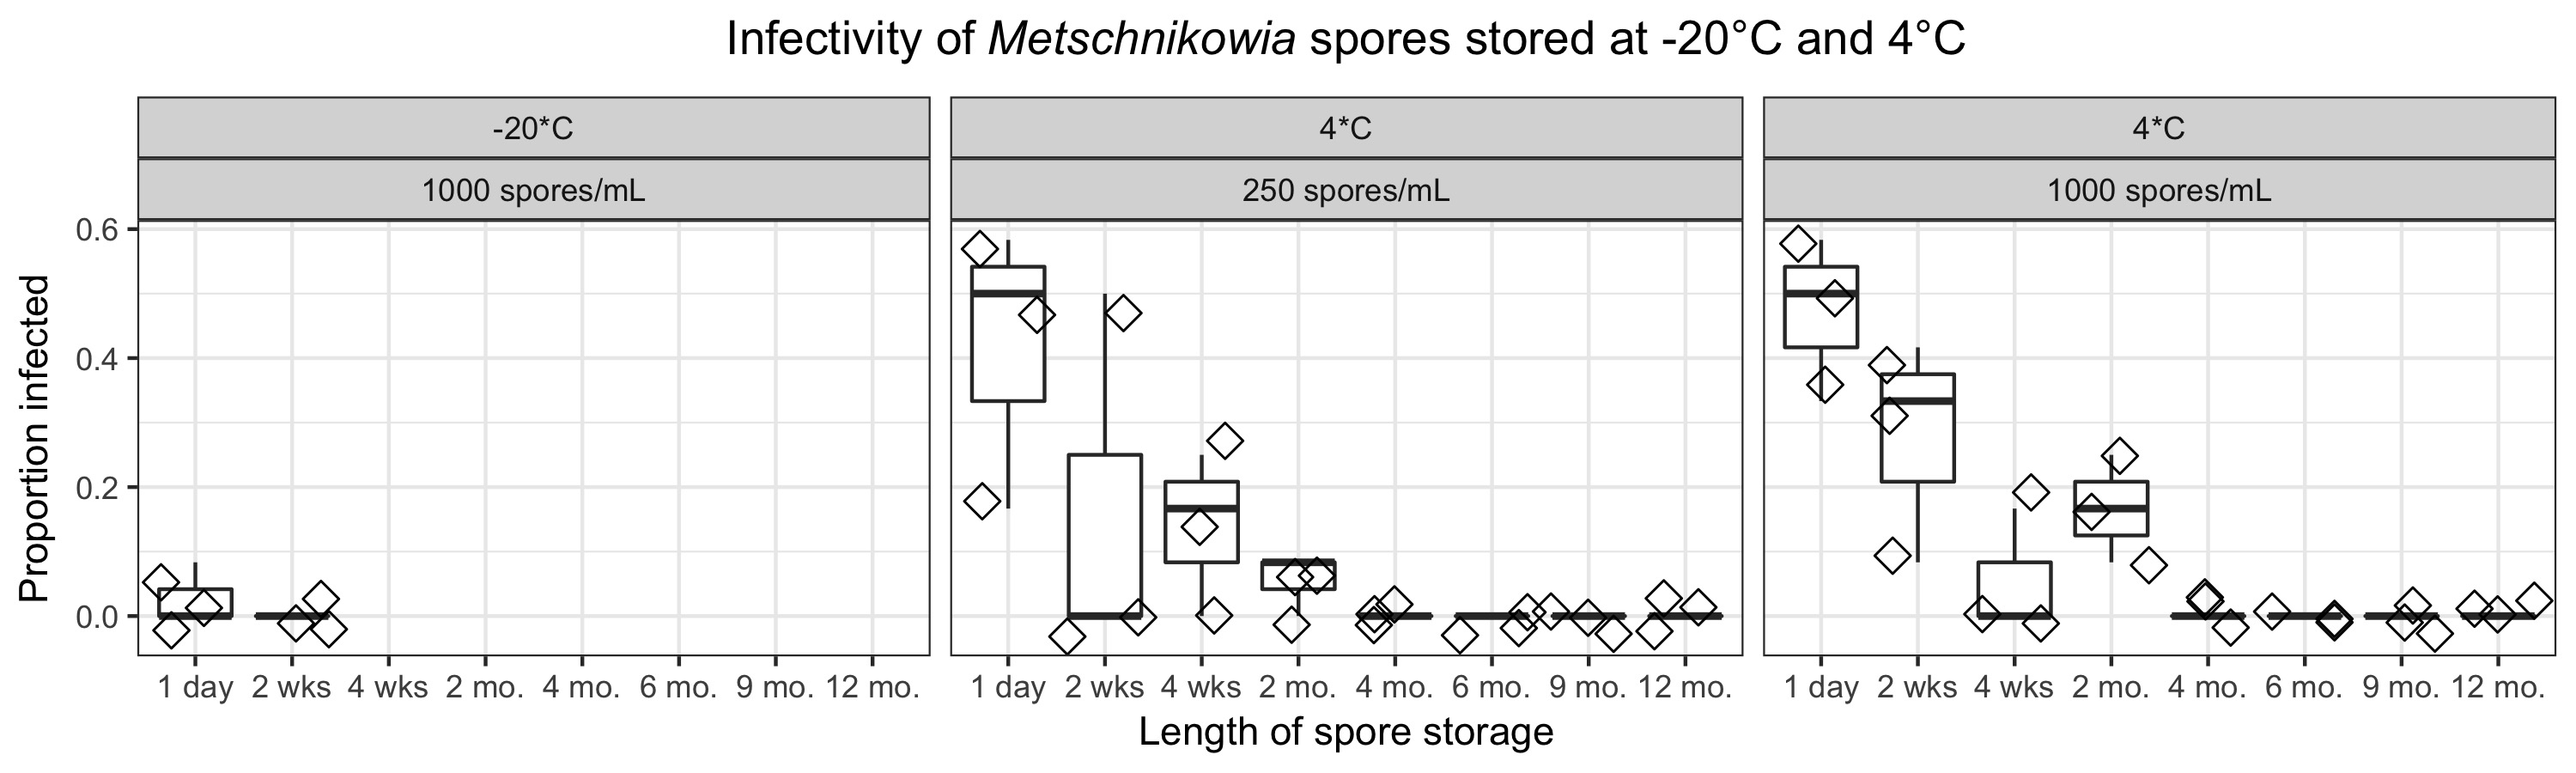 Infectivity of Metschnikowia spores stored at -20°C and 4°C
-20*C
1000 spores/mL
4*C
250 spores/mL
4*C
1000 spores/mL
Proportion infected
0.6
0.4
0.2
0.0
1 day 2 wks 4 wks 2 mo. 4 mo. 6 mo. 9 mo. 12 mo.
1 day 2 wks 4 wks 2 mo. 4 mo. 6 mo. 9 mo. 12 mo.
1 day 2 wks 4 wks 2 mo. 4 mo. 6 mo. 9 mo. 12 mo.
Length of spore storage